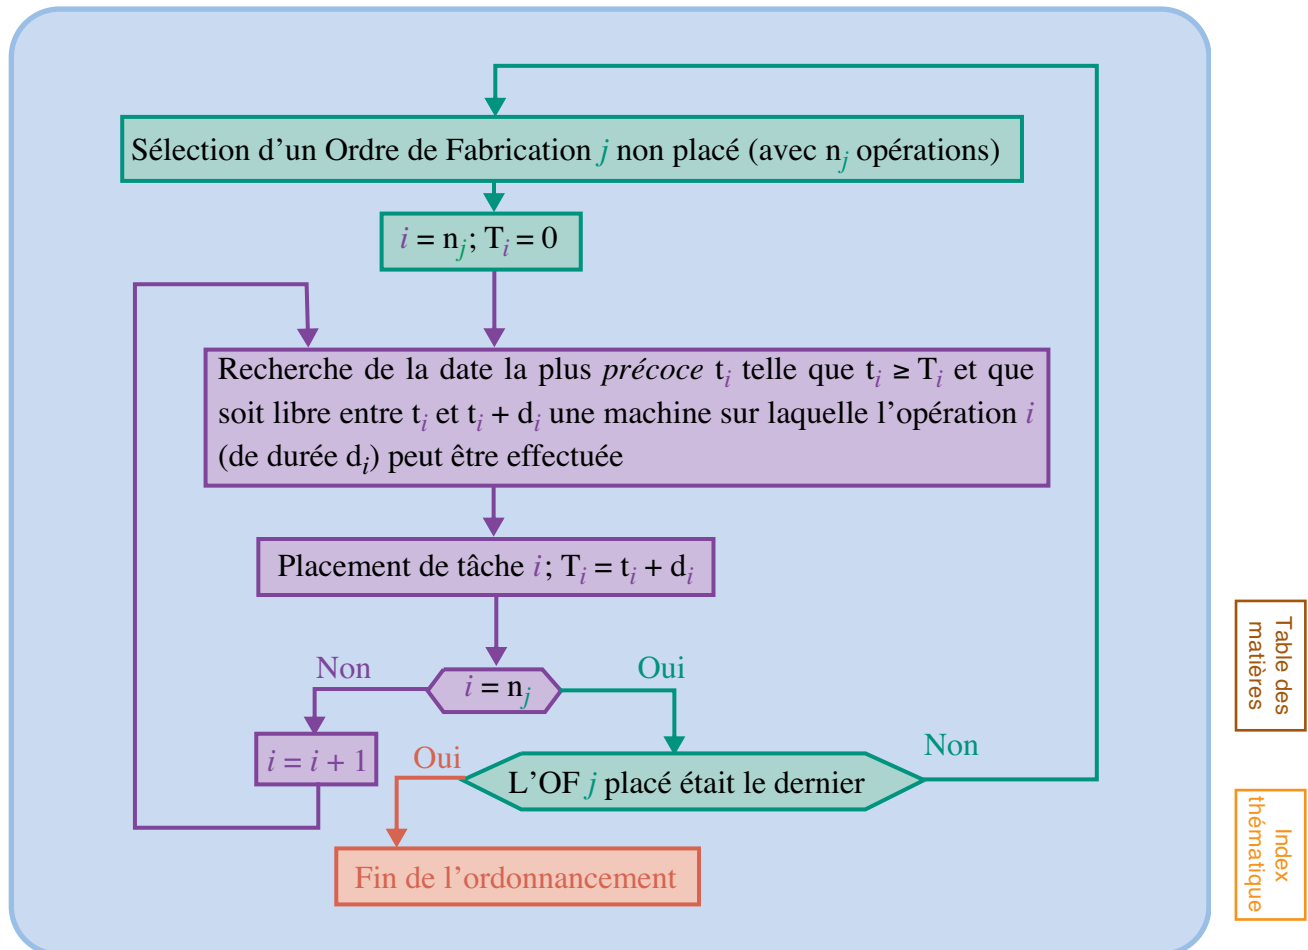 Sélection d’un Ordre de Fabrication j non placé (avec nj opérations)
i = nj; Ti = 0
Recherche de la date la plus précoce ti telle que ti ≥ Ti et que
soit libre entre ti et ti + di une machine sur laquelle l’opération i
(de durée di) peut être effectuée
Placement de tâche i; Ti = ti + di
Non
Oui
i = nj
i = i + 1
Oui
Non
L’OF j placé était le dernier
Fin de l’ordonnancement
Table des
matières
Index
thématique